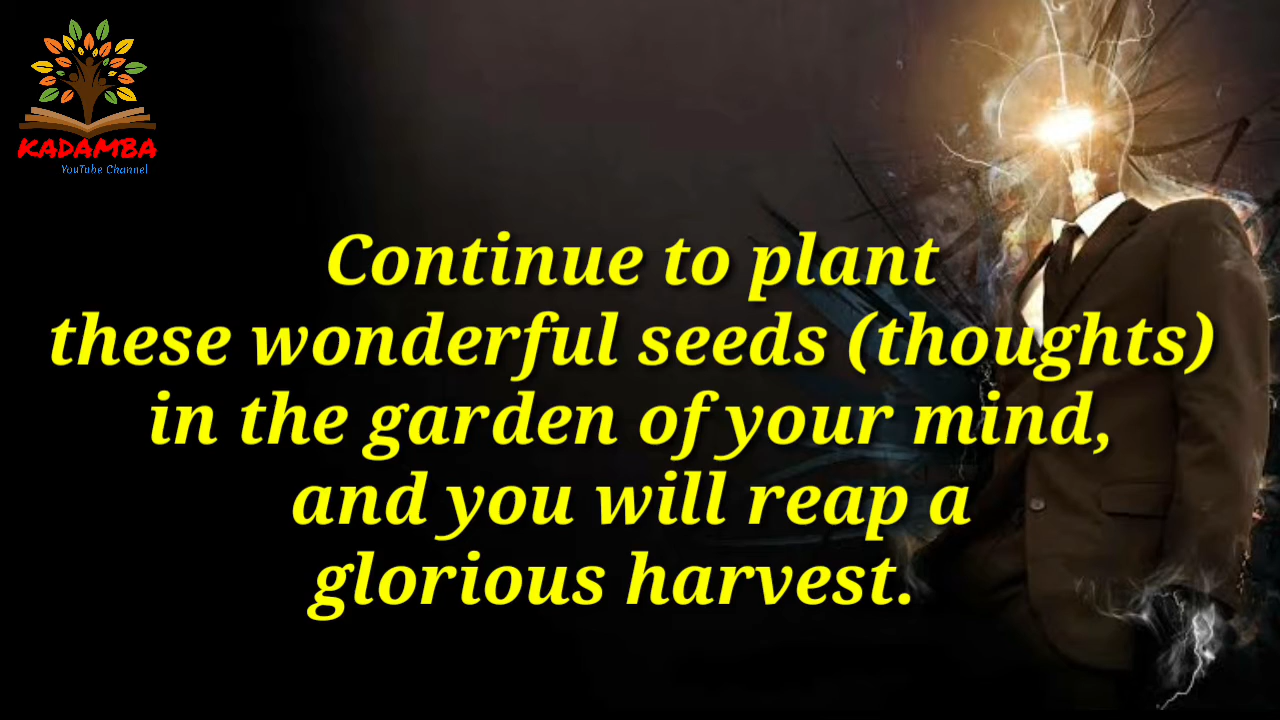 KADAMBA
YouTube Channel
Continue to plant
these wonderful seeds (thoughts)
in the garden of your mind,
and you will reap a
glorious harvest.